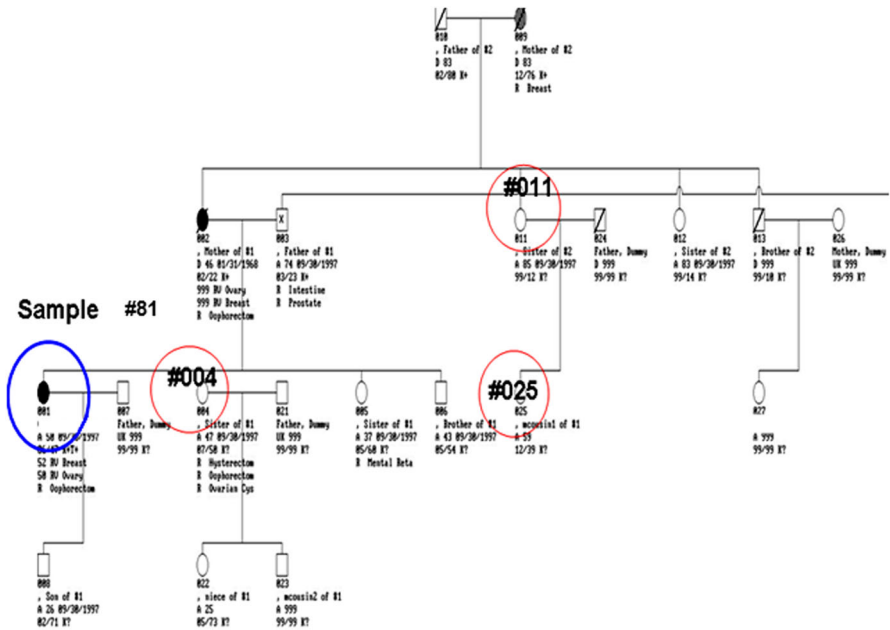 010
, Father of #2
D 83
02/80 K+
009
, Mother of #2
D 83
12/76 K+
R Breast
#011
002
, Mother of #1
D 46 01/31/1968
02/22 K+
999 RV Ovary
999 RV Breast
R Oophorectom
X
003
, Father of #1
A 74 09/30/1997
03/23 K+
R Intestine
R Prostate
011
, Sister of #2
A 85 09/30/1997
99/12 K?
024
Father, Dummy
D 999
99/99 K?
012
, Sister of #2
A 83 09/30/1997
99/14 K?
013
, Brother of #2
D 999
99/10 K?
026
Mother, Dummy
UK 999
99/99 K?
Sample #81
#004
#025
001
A 50 09/30/1997
52 RV Breast
50 RV Ovary
R Oophorectom
007
Father, Dummy
UK 999
99/99 K?
004
, Sister of #1
A 47 09/30/1997
07/50 K?
R Hysterectom
R Oophorectom
R Ovarian Cys
021
Father, Dummy
UK 999
99/99 K?
005
, Sister of #1
A 37 09/30/1997
05/60 K?
R Mental Reta
006
, Brother of #1
A 43 09/30/1997
05/54 K?
025
, mcousin1 of #1
A 59
12/39 K?
027
A 999
99/99 K?
008
, Son of #1
A 26 09/30/1997
02/71 K?
022
, niece of #1
A 25
05/73 K?
023
, mcousin2 of #1
A 999
99/99 K?